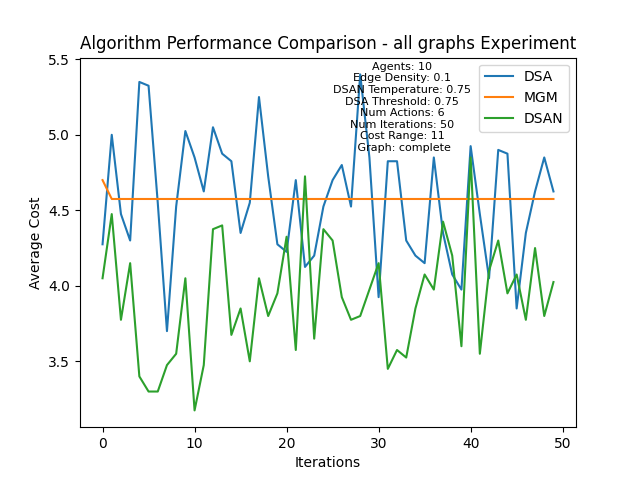 Algorithm Performance Comparison - all graphs Experiment
Agents: 10
Edge Density: 0.1
DSAN Temperature: 0.75
DSA Threshold: 0.75
Num Actions: 6
Num Iterations: 50
Cost Range: 11
Graph: complete
DSA
MGM
DSAN
5.5
5.0
4.5
4.0
3.5
Average Cost
0
10
20
30
40
50
Iterations